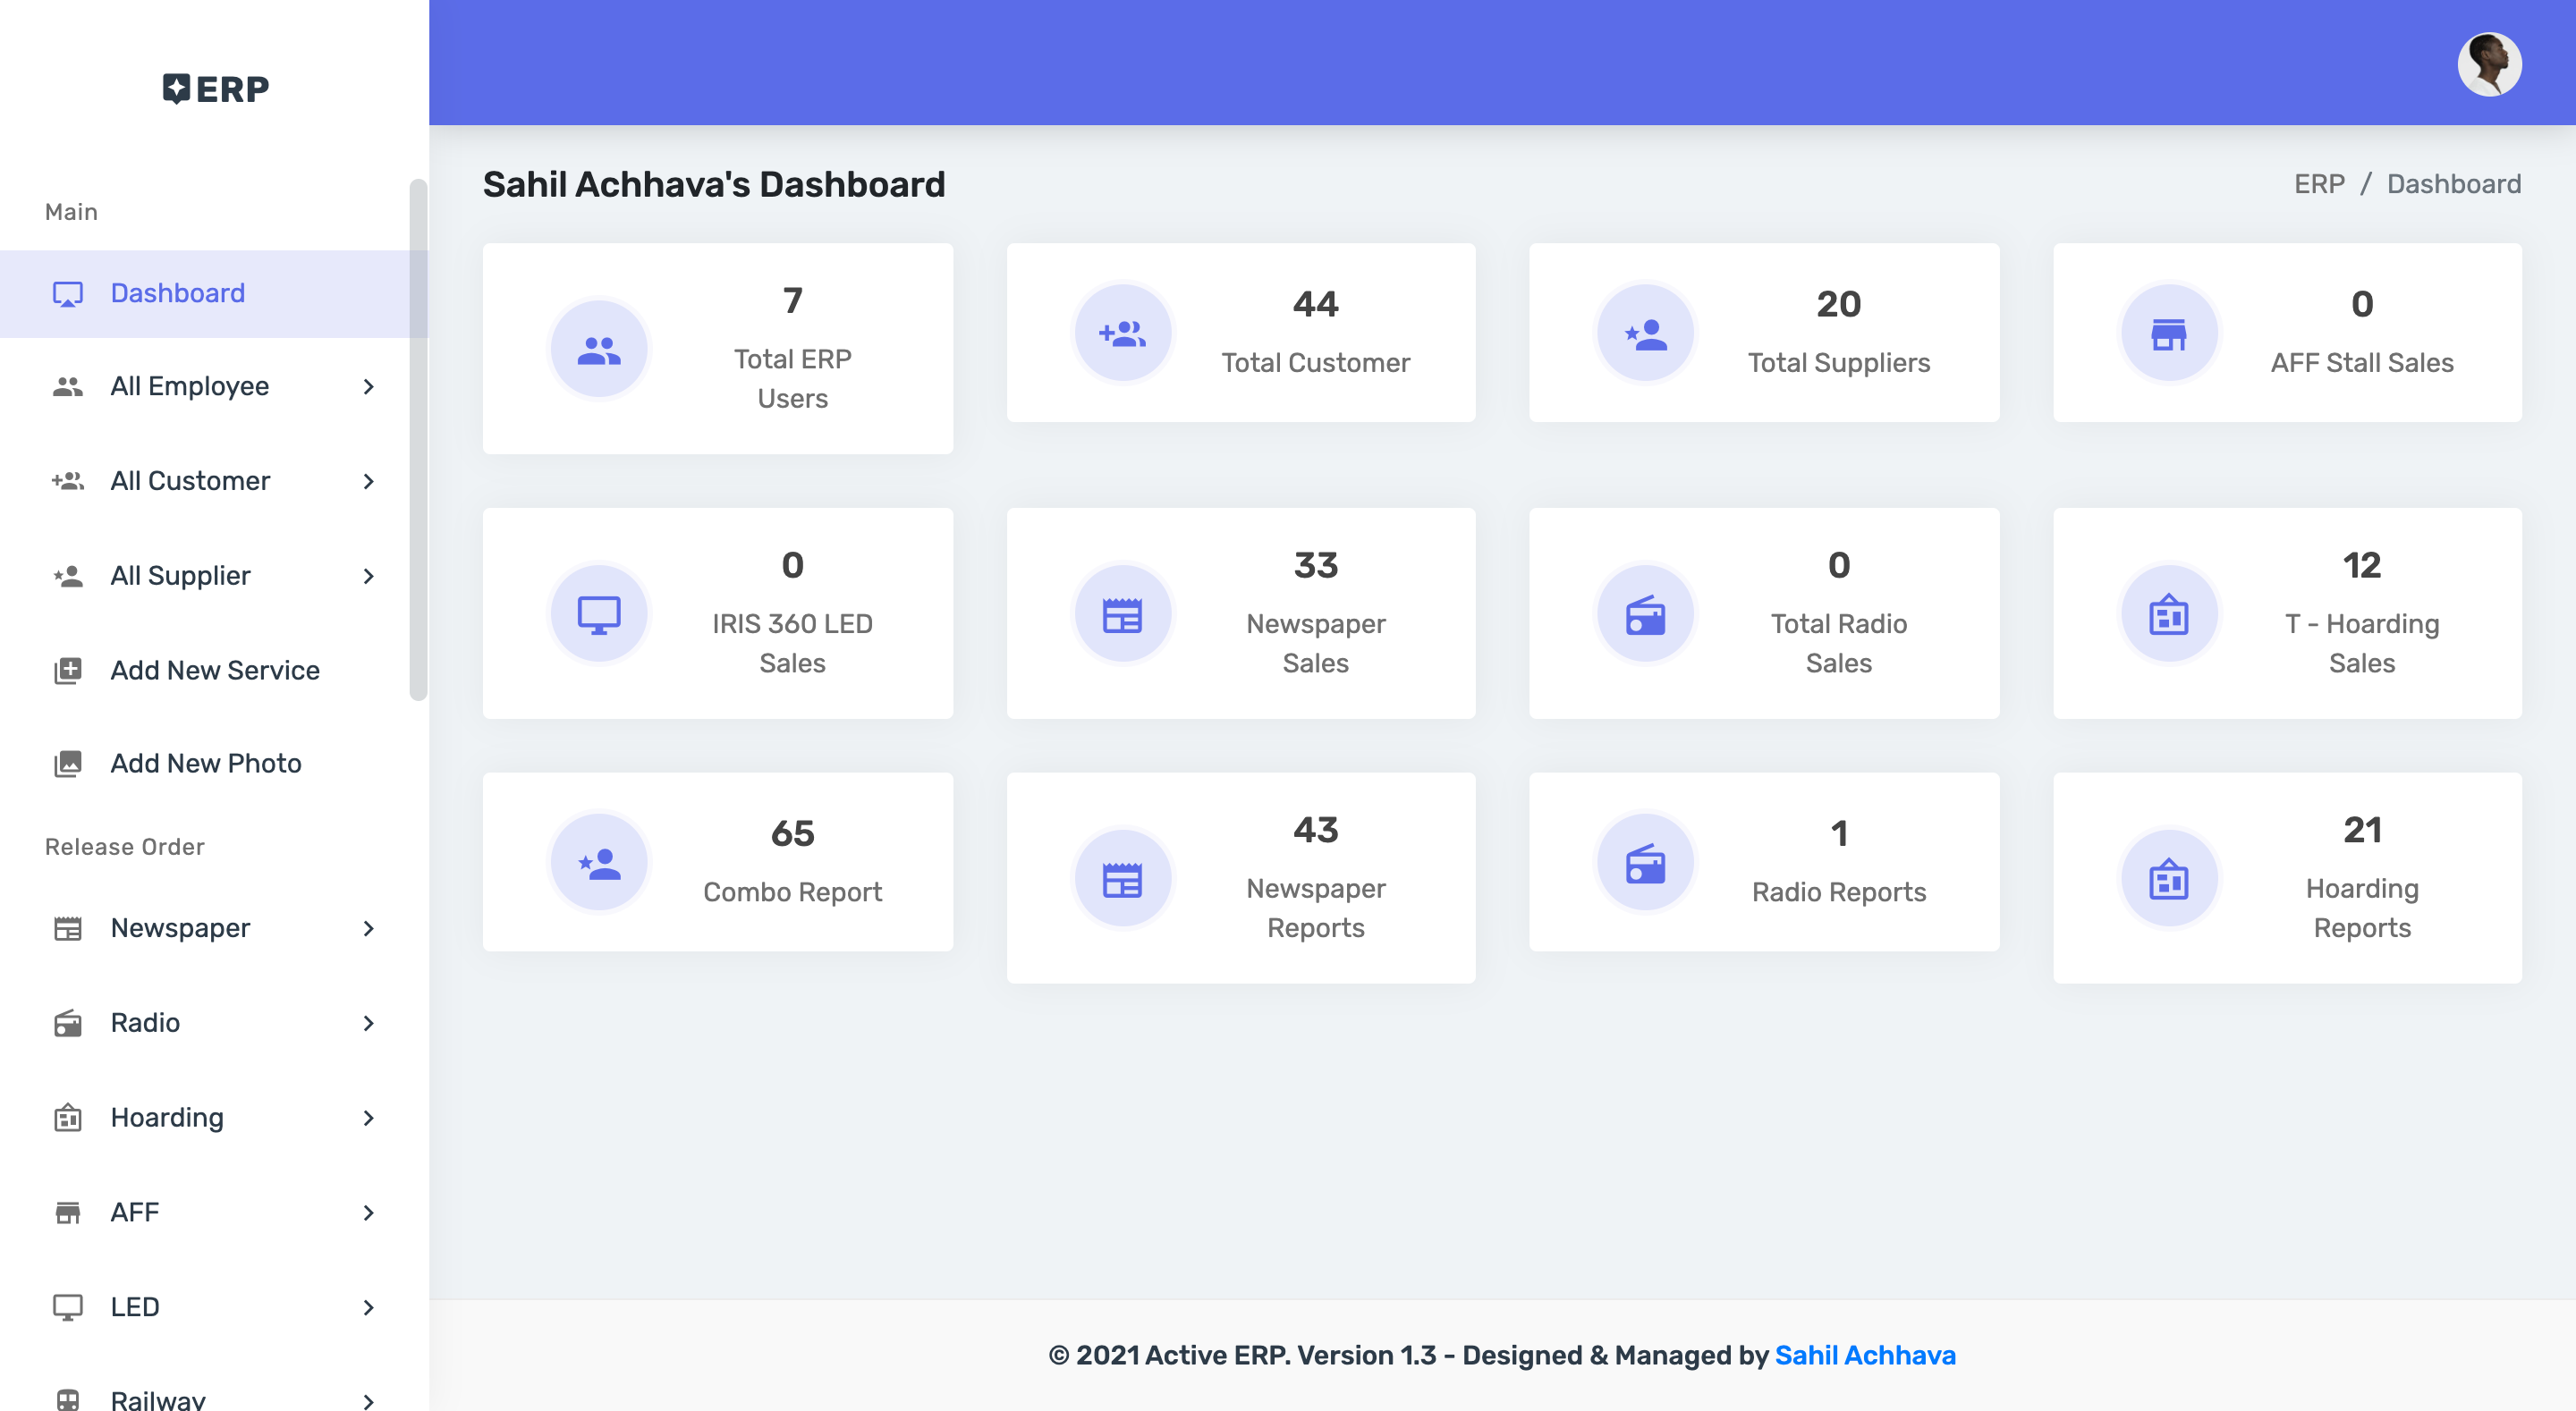 ERP
Main
Dashboard
All Employee
All Customer
All Supplier
Add New Service
Add New Photo
Release Order
Newspaper
Radio
Hoarding
AFF
LED
Railway
Sahil Achhava's Dashboard
ERP / Dashboard
7
Total ERP
Users
44
Total Customer
20
Total Suppliers
0
AFF Stall Sales
0
IRIS 360 LED
Sales
33
Newspaper
Sales
0
Total Radio
Sales
12
T - Hoarding
Sales
65
Combo Report
43
Newspaper
Reports
1
Radio Reports
21
Hoarding
Reports
© 2021 Active ERP. Version 1.3 - Designed & Managed by Sahil Achhava